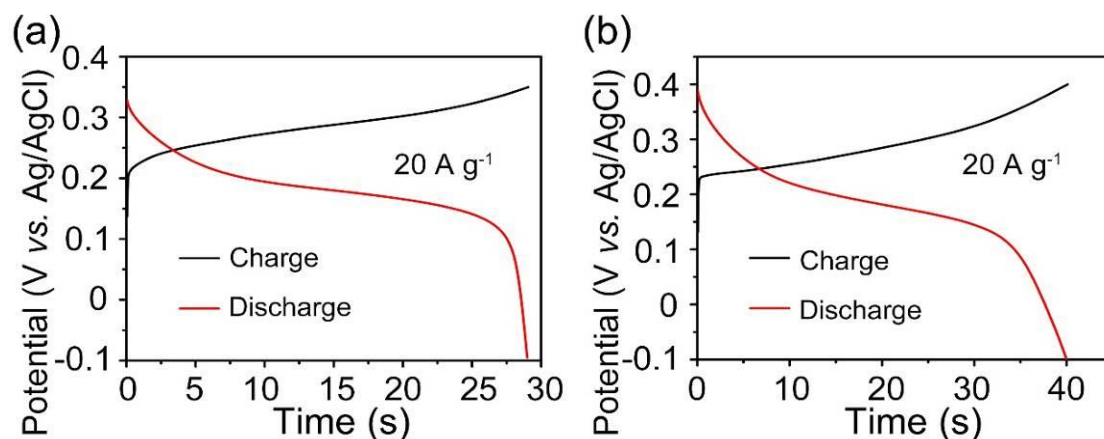 (a)
Potential (V vs. Ag/AgCl)
0.4
0.3
0.2
0.1
0
-0.1
20 A g⁻¹
Charge
Discharge
0 5 10 15 20 25 30
Time (s)
(b)
Potential (V vs. Ag/AgCl)
0.4
0.3
0.2
0.1
0
-0.1
20 A g⁻¹
Charge
Discharge
0 10 20 30 40
Time (s)